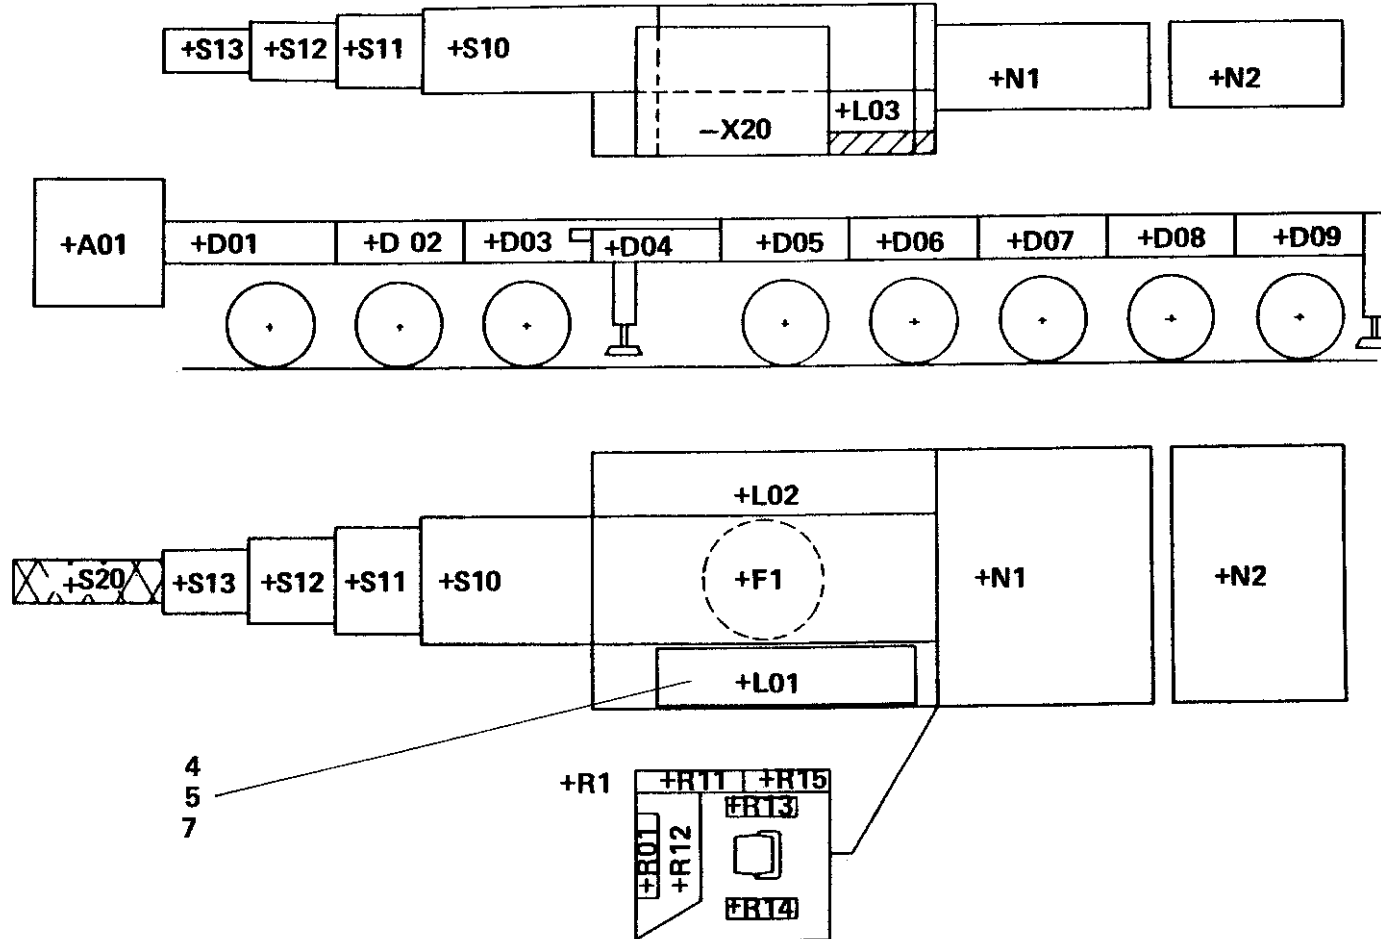 +S13 +S12 +S11 +S10 +N1 +N2
+L03
−X20
+A01 +D01 +D 02 +D03 +D04 +D05 +D06 +D07 +D08 +D09
+L02
+S20 +S13 +S12 +S11 +S10 +F1 +N1 +N2
+L01
4
5
7
+R1 +R11 +R15
+R13
+R01 +R12
+R14